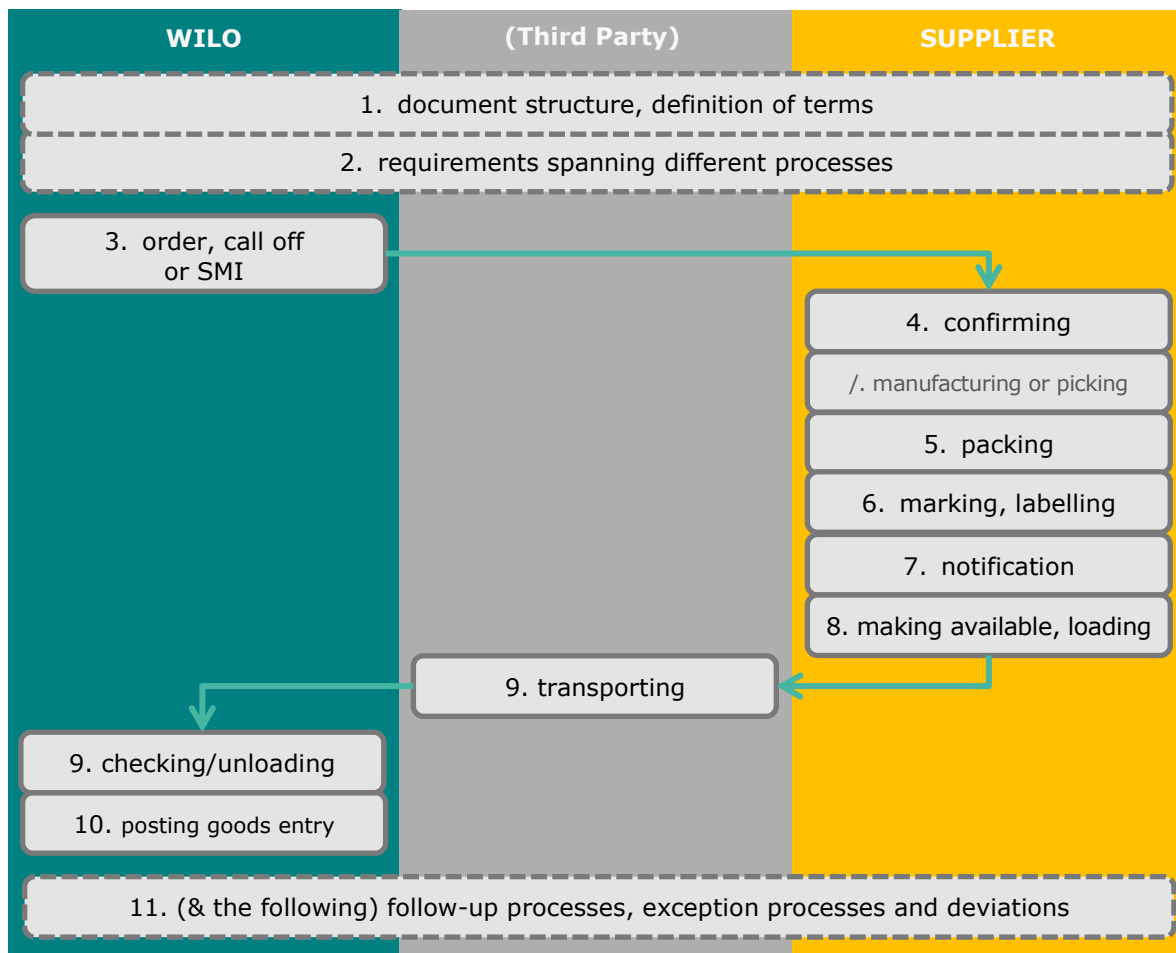 WILO
(Third Party)
SUPPLIER
1. document structure, definition of terms
2. requirements spanning different processes
3. order, call off
or SMI
4. confirming
/. manufacturing or picking
5. packing
6. marking, labelling
7. notification
8. making available, loading
9. transporting
9. checking/unloading
10. posting goods entry
11. (& the following) follow-up processes, exception processes and deviations